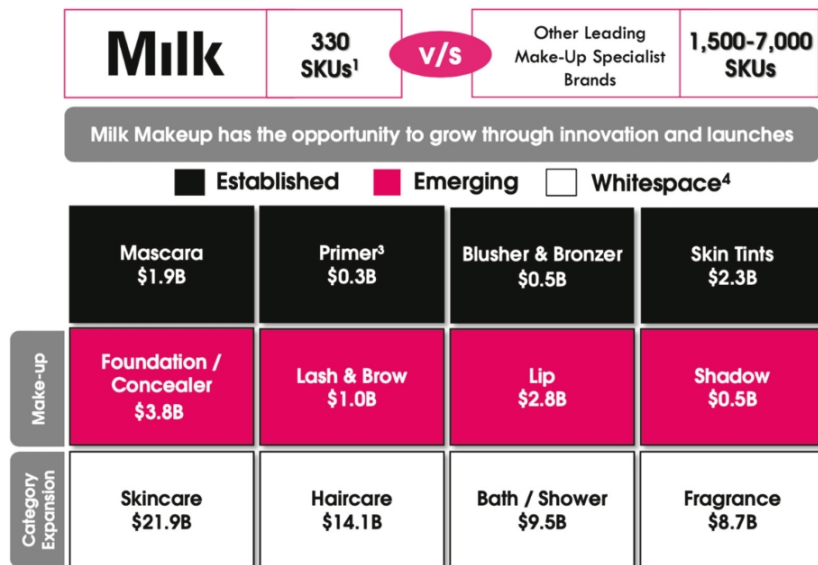 Milk
330
SKUs¹
v/s
Other Leading
Make-Up Specialist
Brands
1,500-7,000
SKUs
Milk Makeup has the opportunity to grow through innovation and launches
Established
Emerging
Whitespace⁴
Mascara
$1.9B
Primer³
$0.3B
Blusher & Bronzer
$0.5B
Skin Tints
$2.3B
Make-up
Foundation /
Concealer
$3.8B
Lash & Brow
$1.0B
Lip
$2.8B
Shadow
$0.5B
Category
Expansion
Skincare
$21.9B
Haircare
$14.1B
Bath / Shower
$9.5B
Fragrance
$8.7B